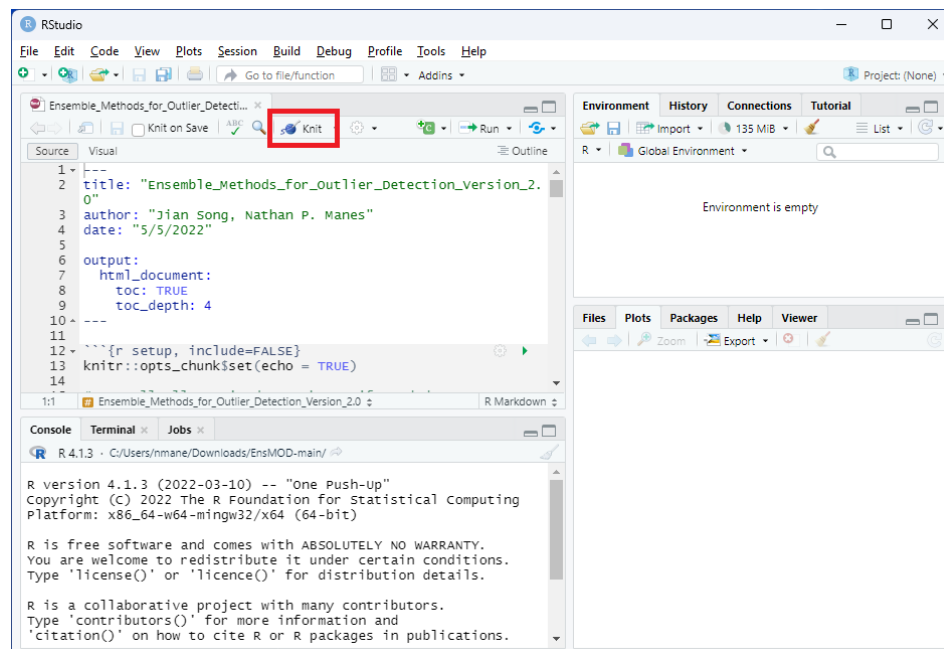 RStudio
File Edit Code View Plots Session Build Debug Profile Tools Help
Go to file/function Addins Project: (None)
Ensemble_Methods_for_Outlier_Detecti...
Knit on Save ABC Knit Run
Source Visual Outline
1 ---
2 title: "Ensemble_Methods_for_Outlier_Detection_Version_2.
0"
3 author: "Jian Song, Nathan P. Manes"
4 date: "5/5/2022"
5
6 output:
7 html_document:
8 toc: TRUE
9 toc_depth: 4
10 ---
11
12 ```{r setup, include=FALSE}
13 knitr::opts_chunk$set(echo = TRUE)
14
1:1 Ensemble_Methods_for_Outlier_Detection_Version_2.0 R Markdown
Console Terminal Jobs
R 4.1.3 · C:/Users/nmane/Downloads/EnsMOD-main/
R version 4.1.3 (2022-03-10) -- "One Push-Up"
Copyright (C) 2022 The R Foundation for Statistical Computing
Platform: x86_64-w64-mingw32/x64 (64-bit)
R is free software and comes with ABSOLUTELY NO WARRANTY.
You are welcome to redistribute it under certain conditions.
Type 'license()' or 'licence()' for distribution details.
R is a collaborative project with many contributors.
Type 'contributors()' for more information and
'citation()' on how to cite R or R packages in publications.
Environment History Connections Tutorial
Import 135 MiB List
R Global Environment
Environment is empty
Files Plots Packages Help Viewer
Zoom Export